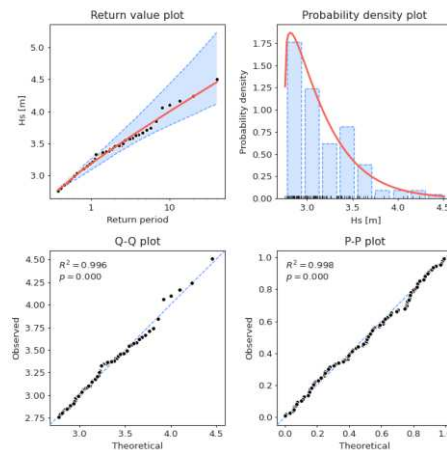 Return value plot
Probability density plot
Hs [m]
5.0
4.5
4.0
3.5
3.0
1
10
Return period
Probability density
1.75
1.50
1.25
1.00
0.75
0.50
0.25
0.00
3.0
3.5
4.0
4.5
Hs [m]
Q-Q plot
P-P plot
R² = 0.996
p = 0.000
Observed
4.50
4.25
4.00
3.75
3.50
3.25
3.00
2.75
3.0
3.5
4.0
4.5
Theoretical
R² = 0.998
p = 0.000
Observed
1.0
0.8
0.6
0.4
0.2
0.0
0.0
0.2
0.4
0.6
0.8
Theoretical